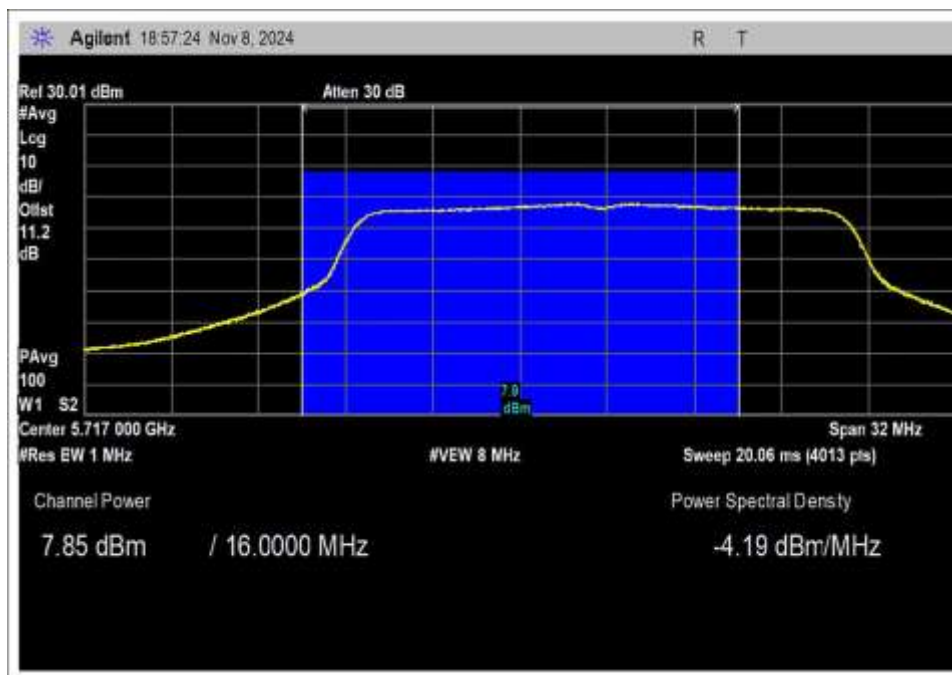 Agilent 18:57:24 Nov 8, 2024 R T
Ref 30.01 dBm Atten 30 dB
#Avg
Log
10
dB/
Offst
11.2
dB
PAvg
100
W1 S2
7.9
dBm
Center 5.717 000 GHz Span 32 MHz
#Res BW 1 MHz #VBW 8 MHz Sweep 20.06 ms (4013 pts)
Channel Power Power Spectral Density
7.85 dBm / 16.0000 MHz -4.19 dBm/MHz